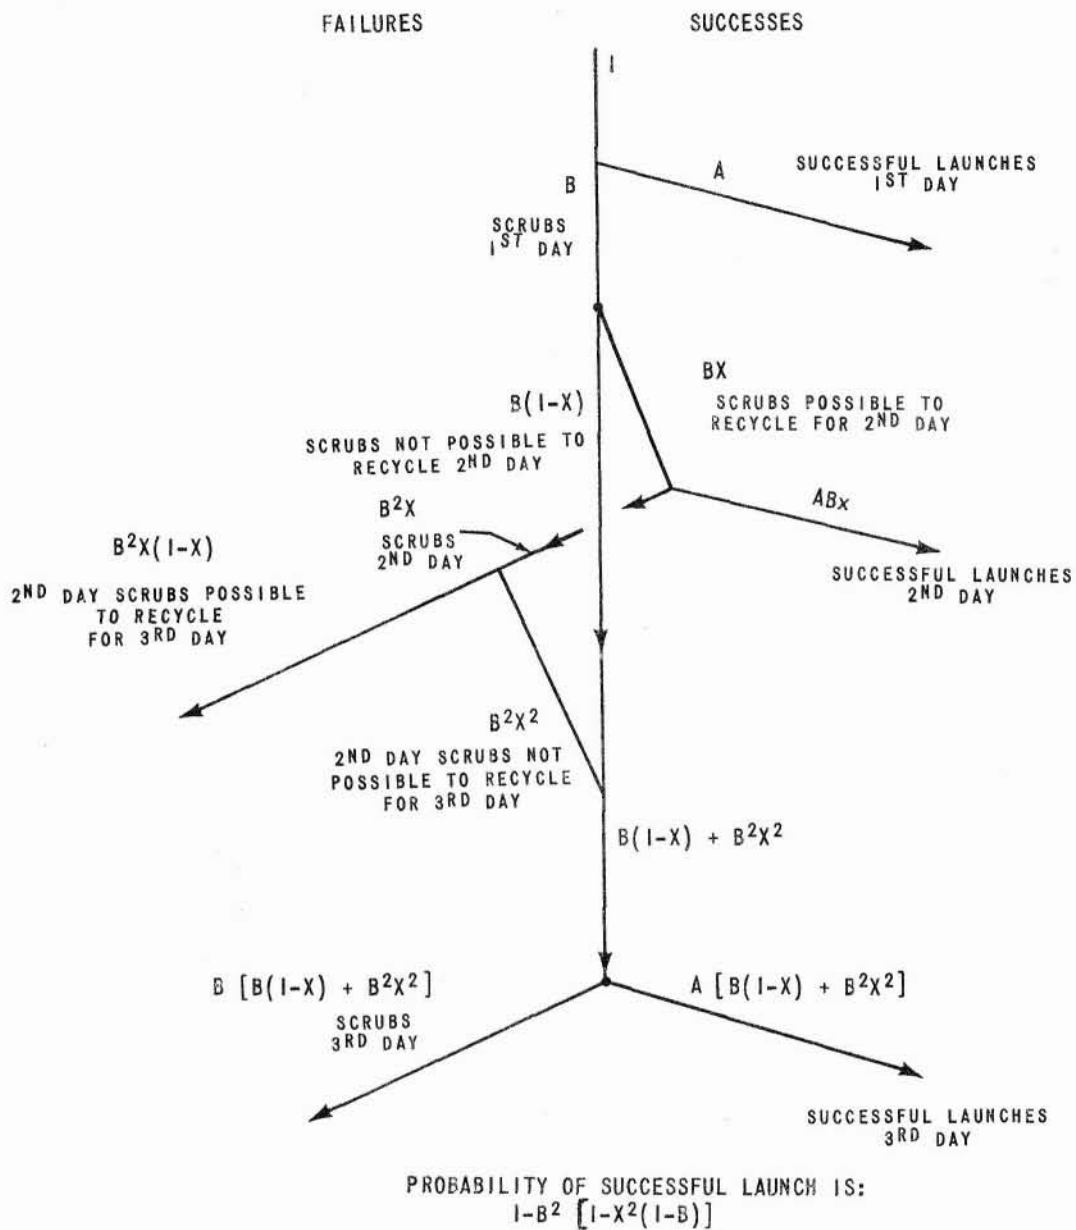 FAILURES
SUCCESSES
1
A
SUCCESSFUL LAUNCHES
1ST DAY
B
SCRUBS
1ST DAY
BX
SCRUBS POSSIBLE TO
RECYCLE FOR 2ND DAY
B(1-X)
SCRUBS NOT POSSIBLE TO
RECYCLE 2ND DAY
ABx
SUCCESSFUL LAUNCHES
2ND DAY
B²X
SCRUBS
2ND DAY
B²X(1-X)
2ND DAY SCRUBS POSSIBLE
TO RECYCLE
FOR 3RD DAY
B²X²
2ND DAY SCRUBS NOT
POSSIBLE TO RECYCLE
FOR 3RD DAY
B(1-X) + B²X²
B [B(1-X) + B²X²]
SCRUBS
3RD DAY
A [B(1-X) + B²X²]
SUCCESSFUL LAUNCHES
3RD DAY
PROBABILITY OF SUCCESSFUL LAUNCH IS:
1-B² [1-X²(1-B)]